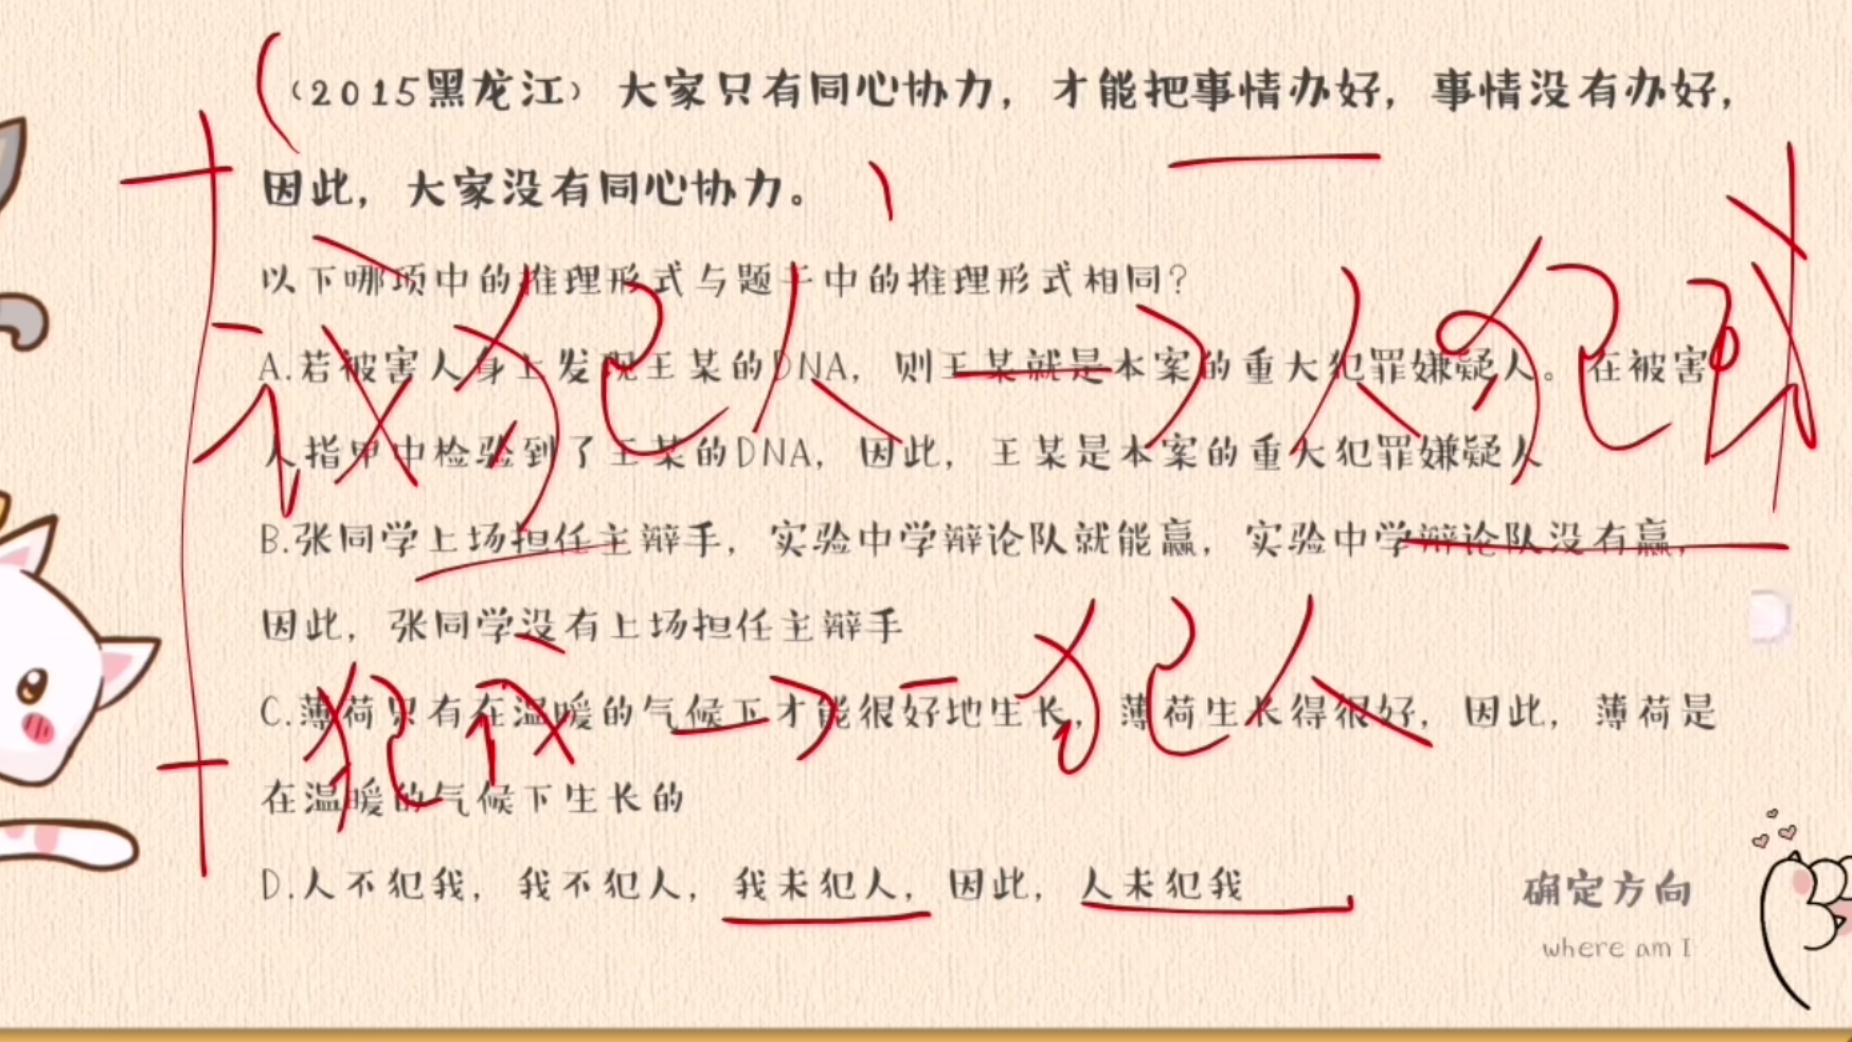 （2015黑龙江）大家只有同心协力，才能把事情办好，事情没有办好，
因此，大家没有同心协力。
以下哪项中的推理形式与题干中的推理形式相同？
A.若被害人身上发现王某的DNA，则王某就是本案的重大犯罪嫌疑人。在被害
人指甲中检验到了王某的DNA，因此，王某是本案的重大犯罪嫌疑人
B.张同学上场担任主辩手，实验中学辩论队就能赢，实验中学辩论队没有赢，
因此，张同学没有上场担任主辩手
C.薄荷只有在温暖的气候下才能很好地生长，薄荷生长得很好，因此，薄荷是
在温暖的气候下生长的
D.人不犯我，我不犯人，我未犯人，因此，人未犯我
我犯人→人犯我
犯我→犯人
确定方向
where am I